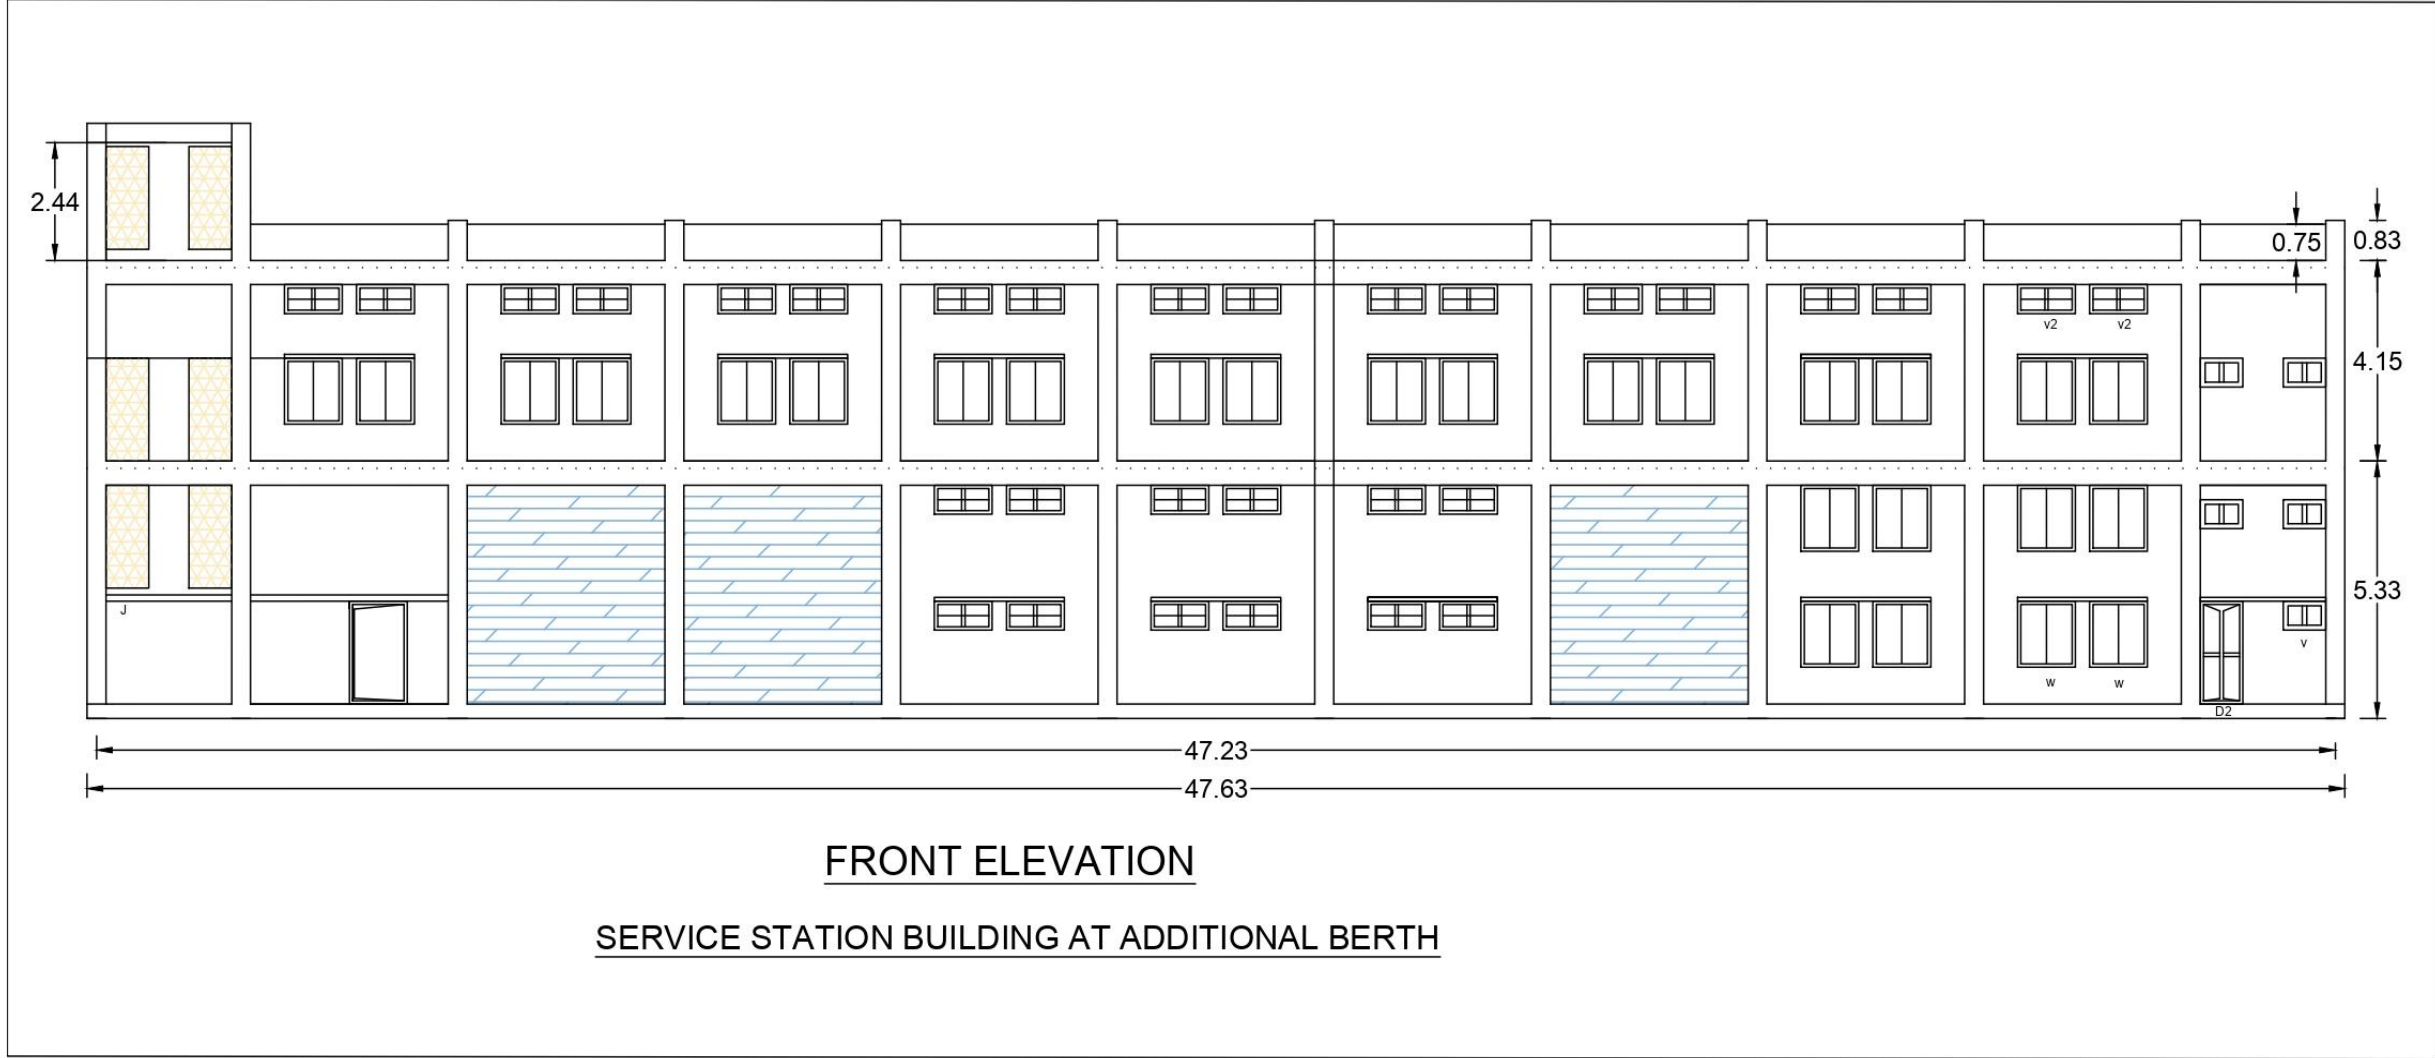 2.44
0.75
0.83
v2
v2
4.15
5.33
J
v
w
w
D2
47.23
47.63
FRONT ELEVATION
SERVICE STATION BUILDING AT ADDITIONAL BERTH